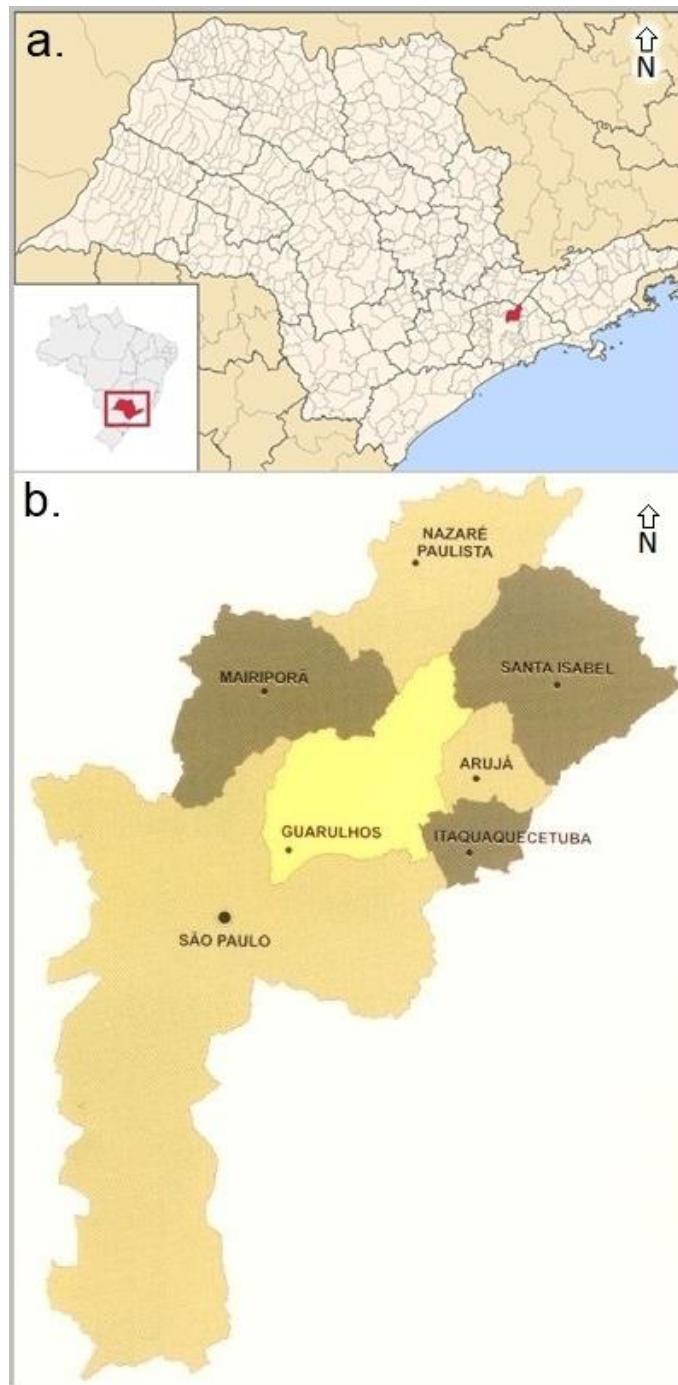 a.
N
b.
N
NAZARÉ
PAULISTA
MAIRIPORÃ
SANTA ISABEL
ARUJÁ
GUARULHOS
ITAQUAQUECETUBA
SÃO PAULO